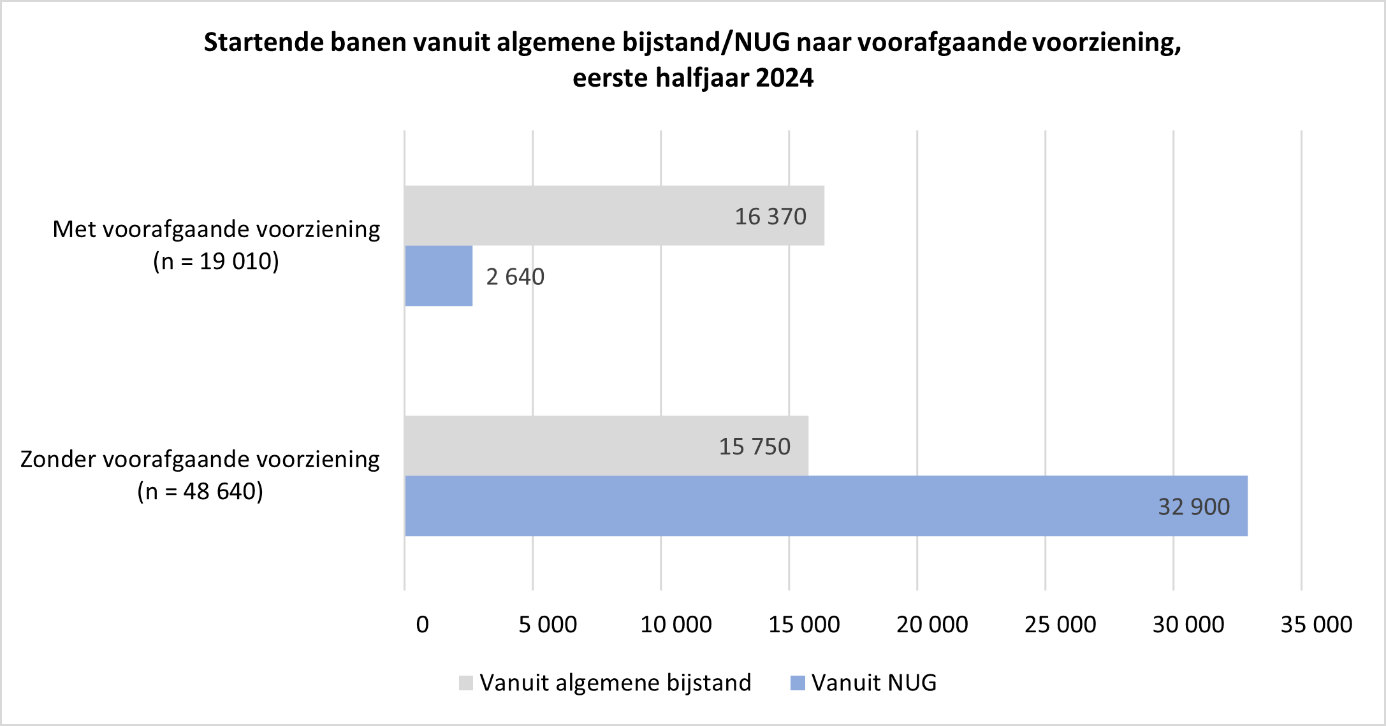 Startende banen vanuit algemene bijstand/NUG naar voorafgaande voorziening,
eerste halfjaar 2024
Met voorafgaande voorziening
(n = 19 010)
16 370
2 640
Zonder voorafgaande voorziening
(n = 48 640)
15 750
32 900
0 5 000 10 000 15 000 20 000 25 000 30 000 35 000
Vanuit algemene bijstand Vanuit NUG